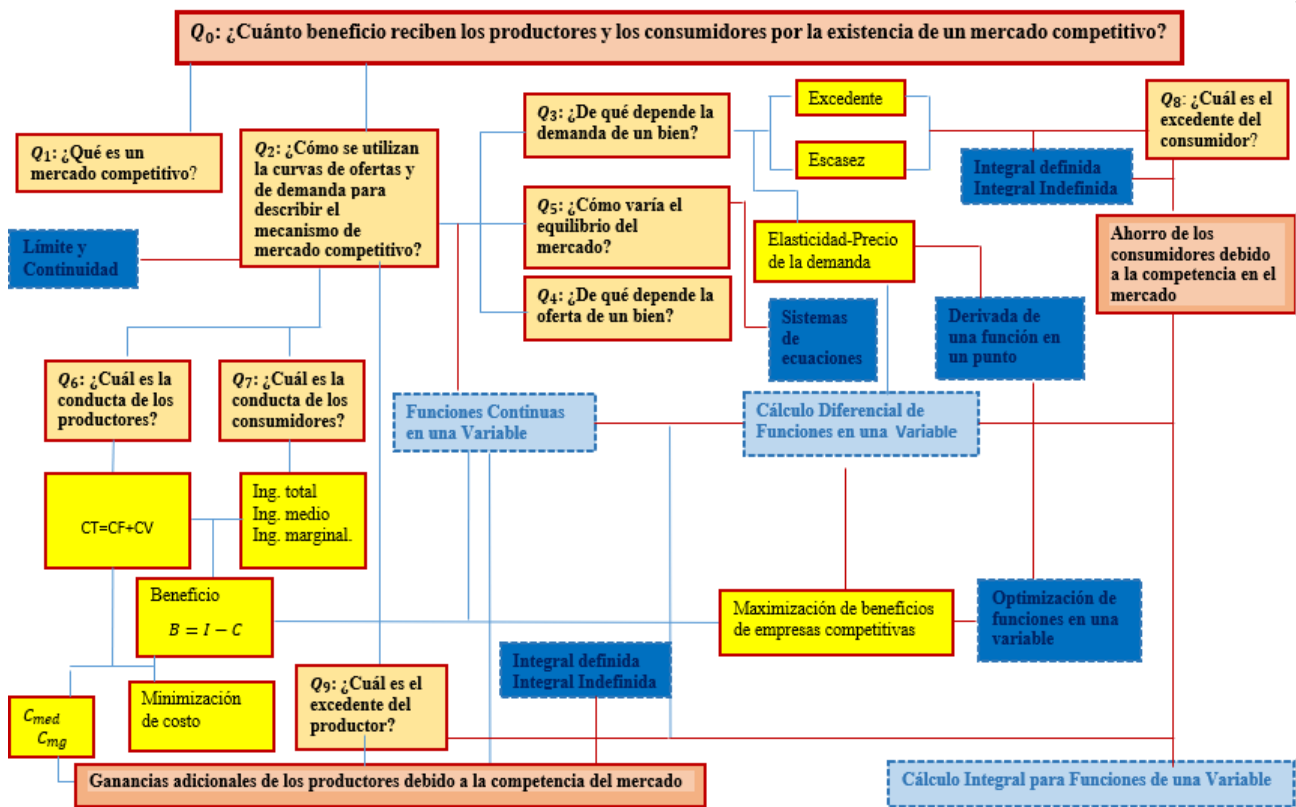 Q₀: ¿Cuánto beneficio reciben los productores y los consumidores por la existencia de un mercado competitivo?
Q₁: ¿Qué es un
mercado competitivo?
Q₂: ¿Cómo se utilizan
la curvas de ofertas y
de demanda para
describir el
mecanismo de
mercado competitivo?
Q₃: ¿De qué depende la
demanda de un bien?
Excedente
Escasez
Q₈: ¿Cuál es el
excedente del
consumidor?
Integral definida
Integral Indefinida
Límite y
Continuidad
Q₅: ¿Cómo varía el
equilibrio del
mercado?
Elasticidad-Precio
de la demanda
Ahorro de los
consumidores debido
a la competencia en el
mercado
Q₄: ¿De qué depende la
oferta de un bien?
Sistemas
de
ecuaciones
Derivada de
una función en
un punto
Q₆: ¿Cuál es la
conducta de los
productores?
Q₇: ¿Cuál es la
conducta de los
consumidores?
Funciones Continuas
en una Variable
Cálculo Diferencial de
Funciones en una Variable
CT=CF+CV
Ing. total
Ing. medio
Ing. marginal.
Beneficio
B = I − C
Maximización de beneficios
de empresas competitivas
Optimización de
funciones en una
variable
Integral definida
Integral Indefinida
Q₉: ¿Cuál es el
excedente del
productor?
Cmed
Cmg
Minimización
de costo
Ganancias adicionales de los productores debido a la competencia del mercado
Cálculo Integral para Funciones de una Variable